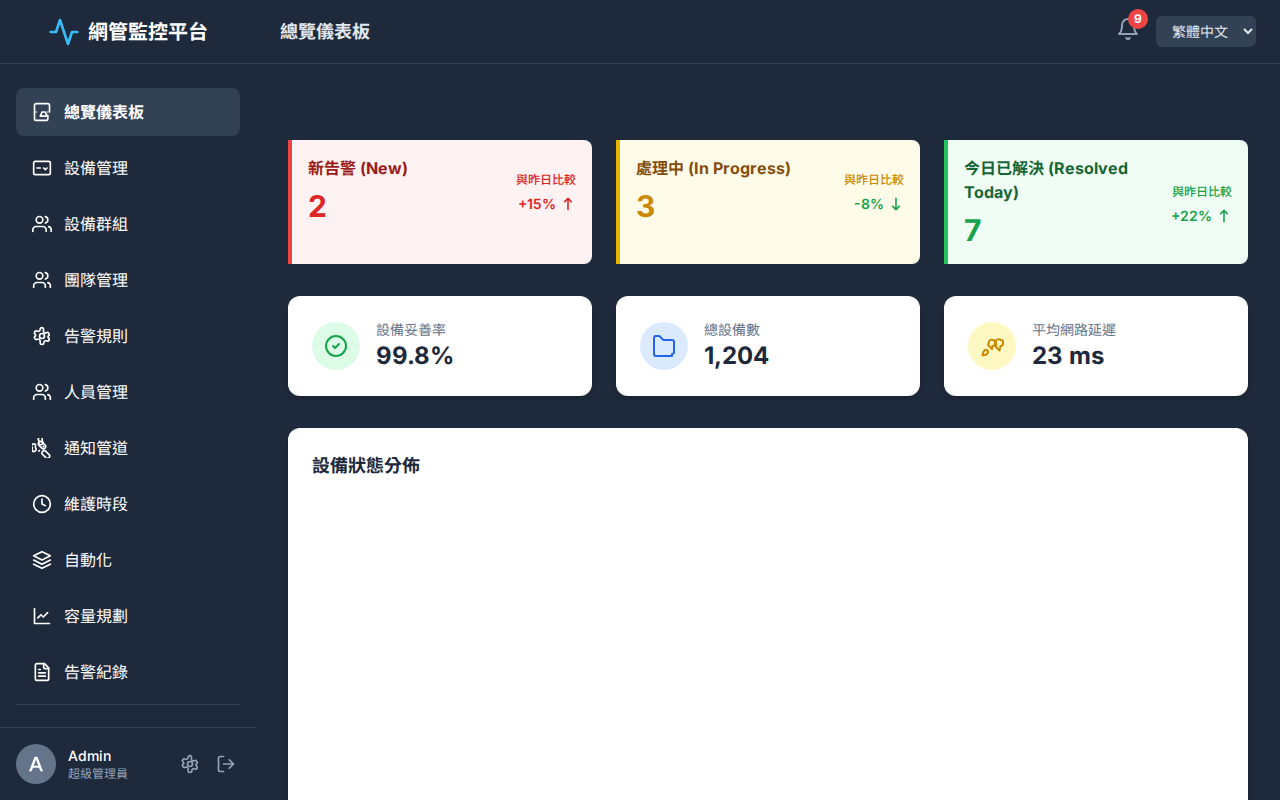 網管監控平台
總覽儀表板
9
繁體中文
總覽儀表板
設備管理
設備群組
團隊管理
告警規則
人員管理
通知管道
維護時段
自動化
容量規劃
告警紀錄
A
Admin
超級管理員
新告警 (New)
2
與昨日比較
+15% ↑
處理中 (In Progress)
3
與昨日比較
-8% ↓
今日已解決 (Resolved
Today)
7
與昨日比較
+22% ↑
設備妥善率
99.8%
總設備數
1,204
平均網路延遲
23 ms
設備狀態分佈